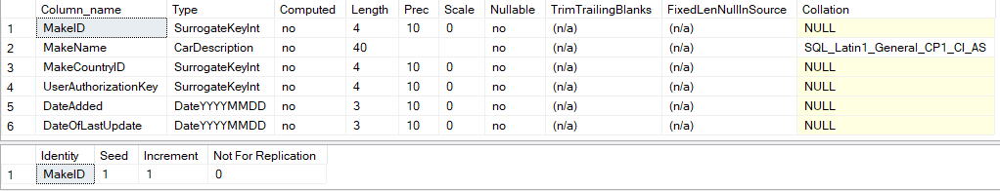 Column_name Type Computed Length Prec Scale Nullable TrimTrailingBlanks FixedLenNullInSource Collation
1 MakeID SurrogateKeyInt no 4 10 0 no (n/a) (n/a) NULL
2 MakeName CarDescription no 40 no (n/a) (n/a) SQL_Latin1_General_CP1_CI_AS
3 MakeCountryID SurrogateKeyInt no 4 10 0 no (n/a) (n/a) NULL
4 UserAuthorizationKey SurrogateKeyInt no 4 10 0 no (n/a) (n/a) NULL
5 DateAdded DateYYYYMMDD no 3 10 0 no (n/a) (n/a) NULL
6 DateOfLastUpdate DateYYYYMMDD no 3 10 0 no (n/a) (n/a) NULL
Identity Seed Increment Not For Replication
1 MakeID 1 1 0